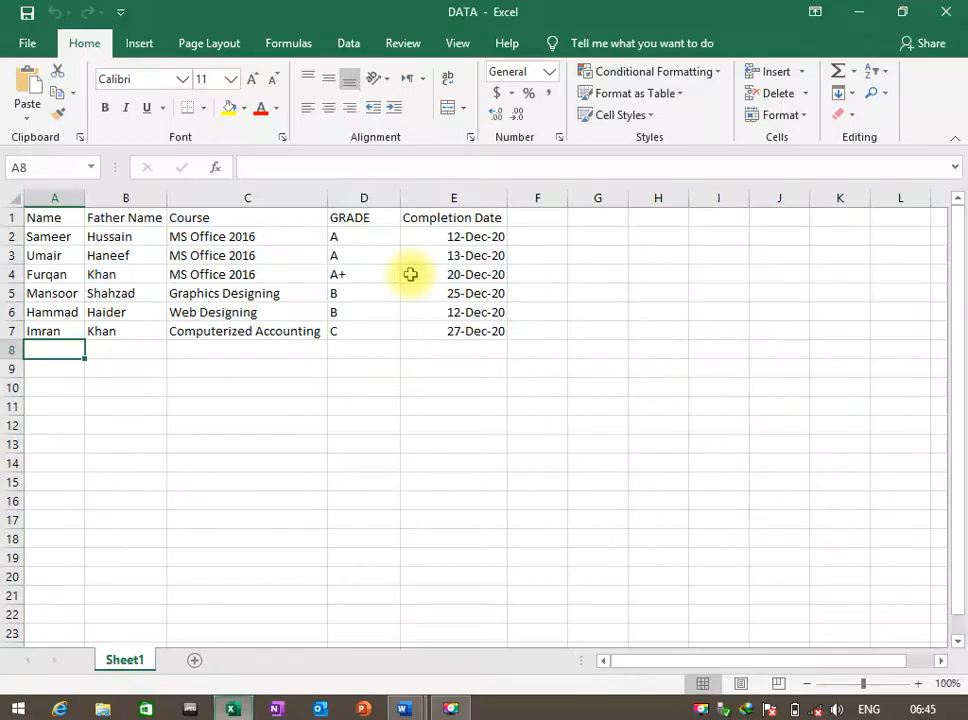 DATA - Excel
File Home Insert Page Layout Formulas Data Review View Help Tell me what you want to do Share
Paste Calibri 11 A A General Conditional Formatting Insert
B I U A $ % , Format as Table Delete
Cell Styles Format
Clipboard Font Alignment Number Styles Cells Editing
A8 fx
A B C D E F G H I J K L
1 Name Father Name Course GRADE Completion Date
2 Sameer Hussain MS Office 2016 A 12-Dec-20
3 Umair Haneef MS Office 2016 A 13-Dec-20
4 Furqan Khan MS Office 2016 A+ 20-Dec-20
5 Mansoor Shahzad Graphics Designing B 25-Dec-20
6 Hammad Haider Web Designing B 12-Dec-20
7 Imran Khan Computerized Accounting C 27-Dec-20
8
9
10
11
12
13
14
15
16
17
18
19
20
21
22
23
Sheet1
100%
ENG 06:45